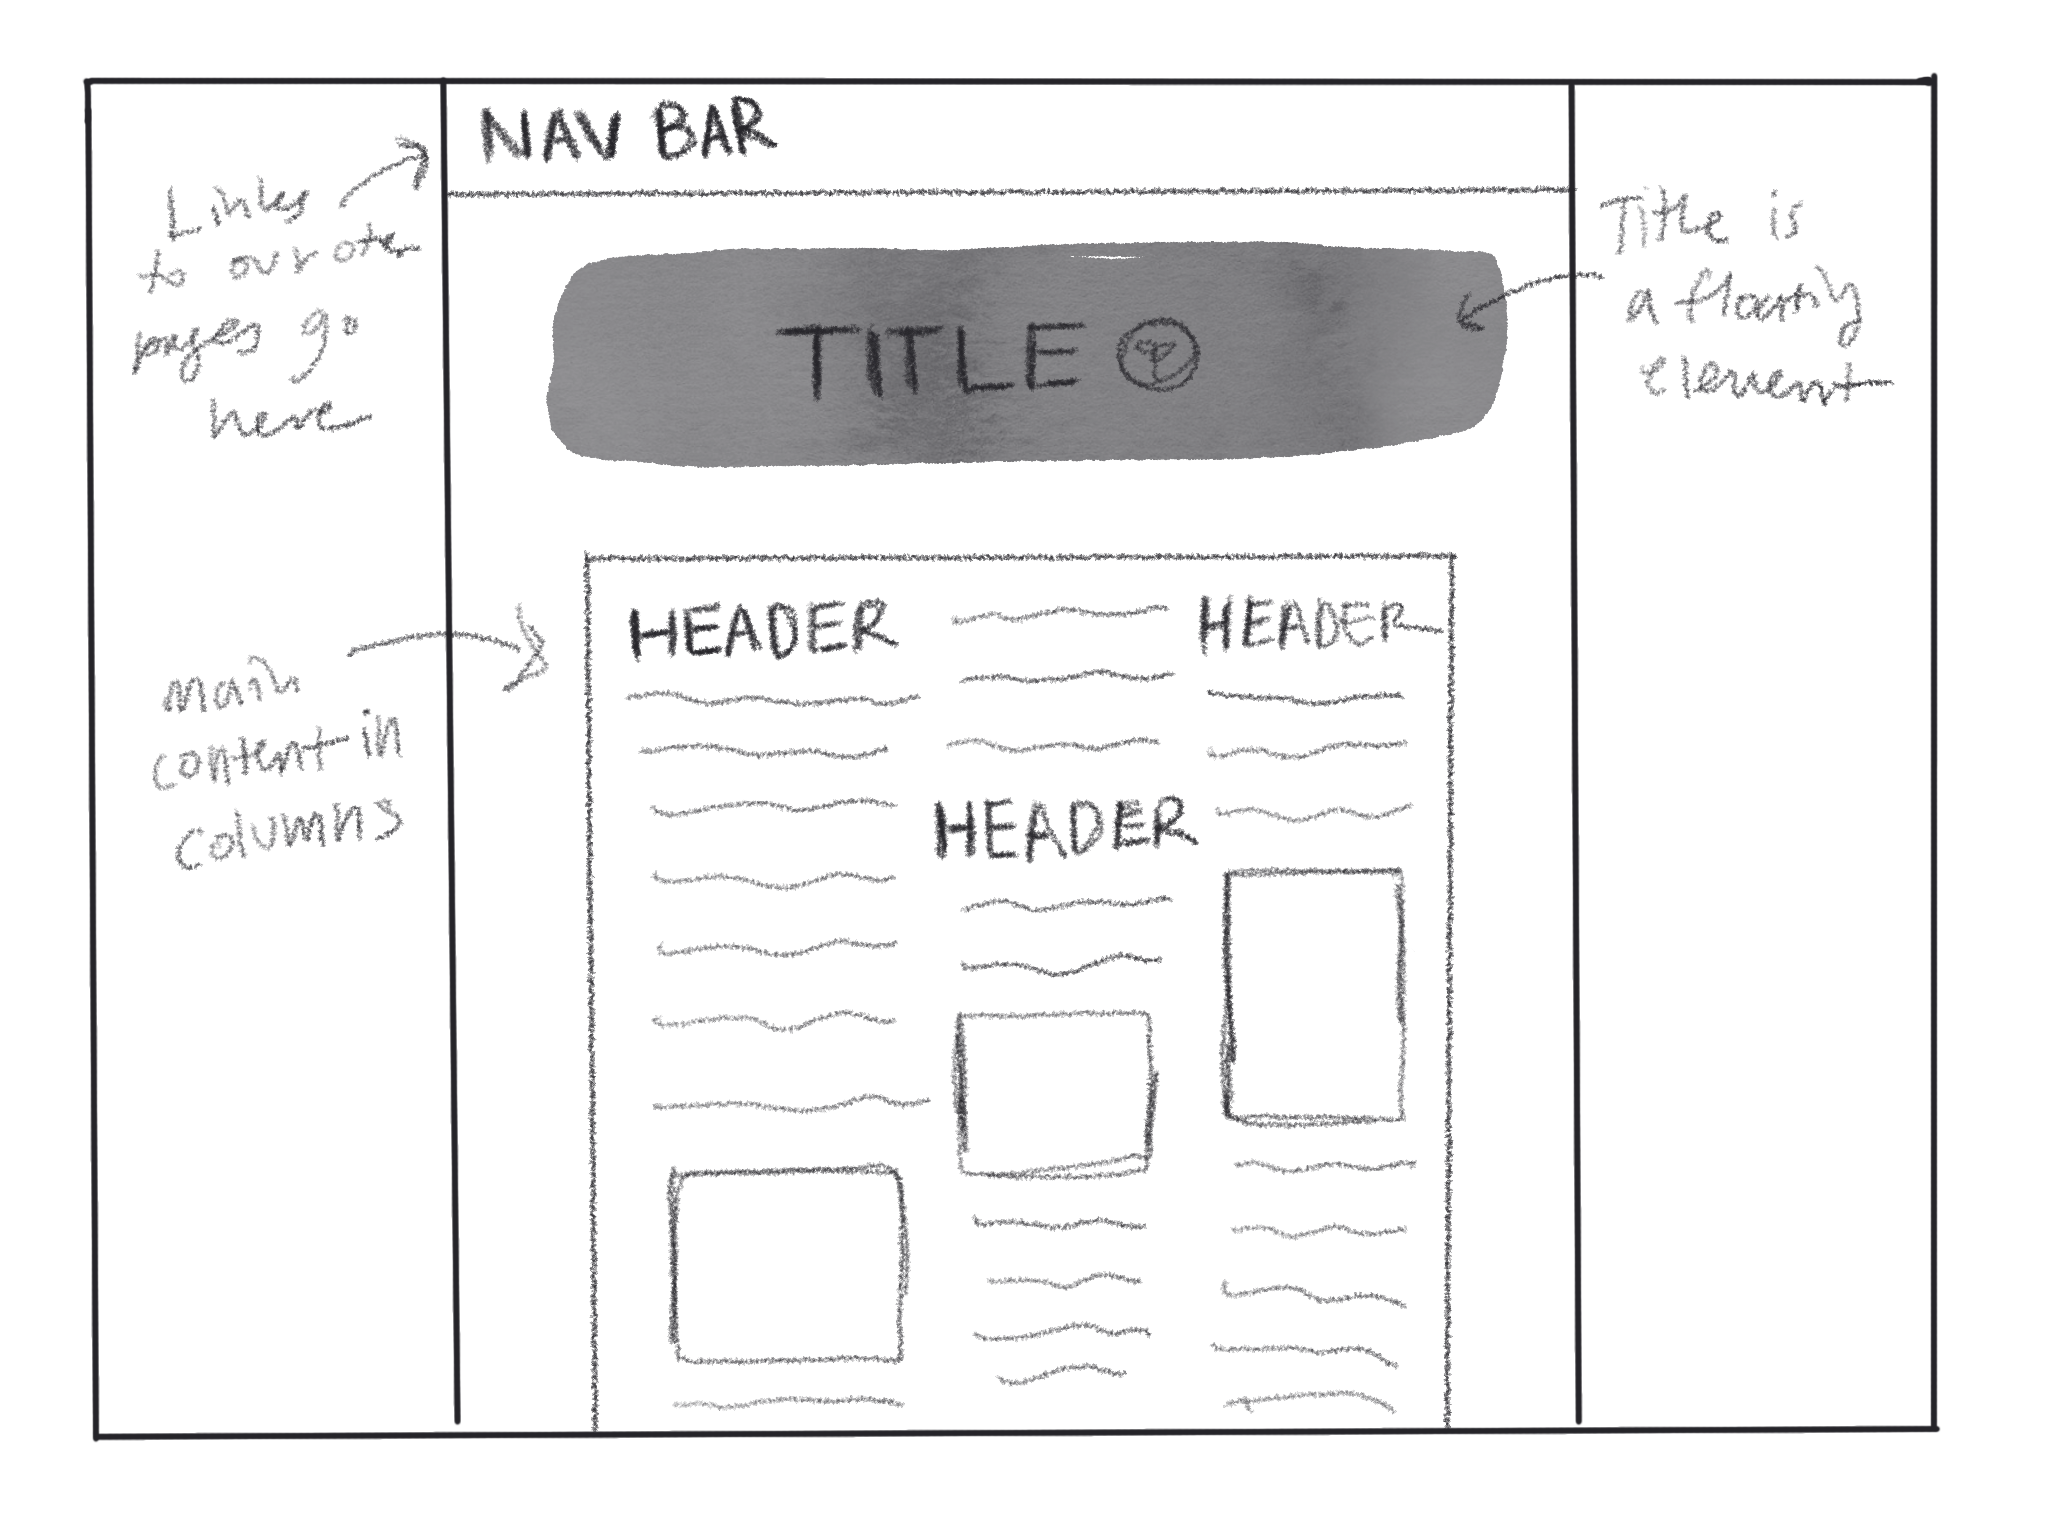 NAV BAR
Links
to our other
pages go
here
Title is
a floaty
element
TITLE
HEADER
HEADER
HEADER
main
content in
columns